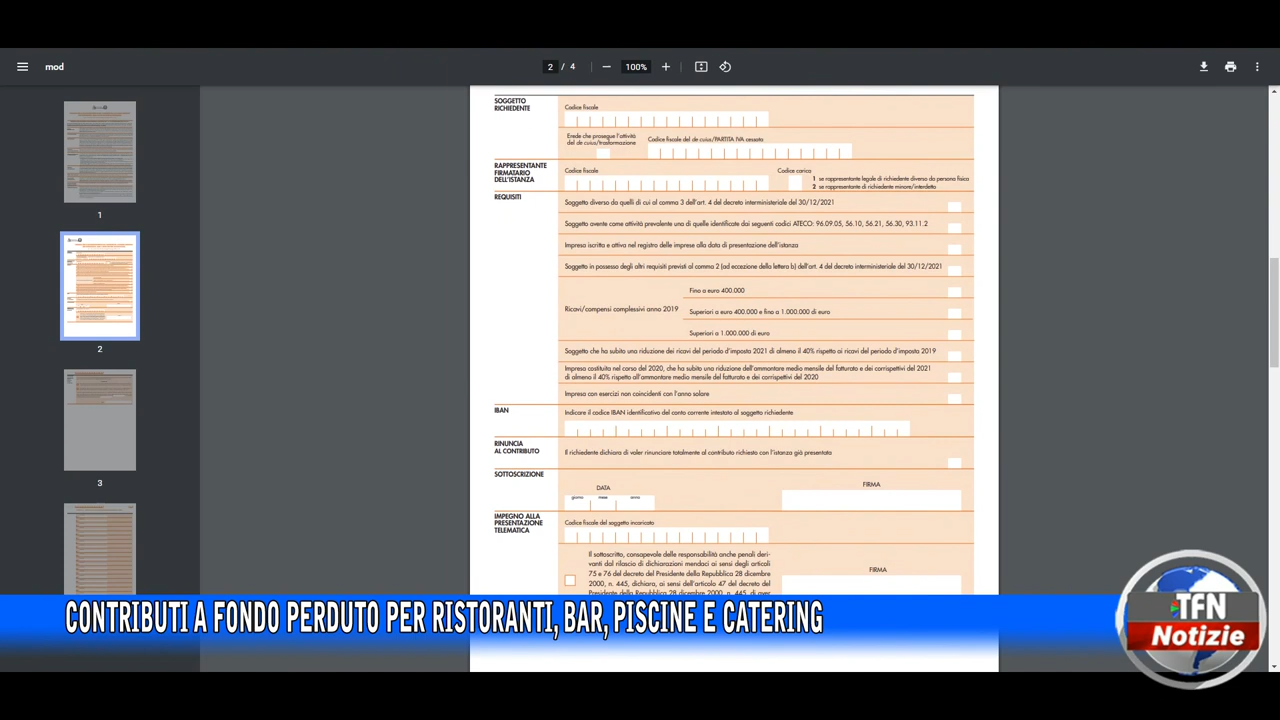 mod
2 / 4
100%
1
2
3
SOGGETTO
RICHIEDENTE
Codice fiscale
Erede che prosegue l'attività
del de cuius/trasformazione
Codice fiscale del de cuius/PARTITA IVA cessata
RAPPRESENTANTE
FIRMATARIO
DELL'ISTANZA
Codice fiscale
Codice carica
1 se rappresentante legale di richiedente diverso da persona fisica
2 se rappresentante di richiedente minore/interdetto
REQUISITI
Soggetto diverso da quelli di cui al comma 3 dell'art. 4 del decreto interministeriale del 30/12/2021
Soggetto avente come attività prevalente una di quelle identificate dai seguenti codici ATECO: 96.09.05, 56.10, 56.21, 56.30, 93.11.2
Impresa iscritta e attiva nel registro delle imprese alla data di presentazione dell'istanza
Soggetto in possesso degli altri requisiti previsti al comma 2 (ad eccezione della lettera b) dell'art. 4 del decreto interministeriale del 30/12/2021
Ricavi/compensi complessivi anno 2019
Fino a euro 400.000
Superiori a euro 400.000 e fino a 1.000.000 di euro
Superiori a 1.000.000 di euro
Soggetto che ha subito una riduzione dei ricavi del periodo d'imposta 2021 di almeno il 40% rispetto ai ricavi del periodo d'imposta 2019
Impresa costituita nel corso del 2020, che ha subito una riduzione dell'ammontare medio mensile del fatturato e dei corrispettivi del 2021
di almeno il 40% rispetto all'ammontare medio mensile del fatturato e dei corrispettivi del 2020
Impresa con esercizi non coincidenti con l'anno solare
IBAN
Indicare il codice IBAN identificativo del conto corrente intestato al soggetto richiedente
RINUNCIA
AL CONTRIBUTO
Il richiedente dichiara di voler rinunciare totalmente al contributo richiesto con l'istanza già presentata
SOTTOSCRIZIONE
DATA
giorno mese anno
FIRMA
IMPEGNO ALLA
PRESENTAZIONE
TELEMATICA
Codice fiscale del soggetto incaricato
Il sottoscritto, consapevole delle responsabilità anche penali deri-
vanti dal rilascio di dichiarazioni mendaci ai sensi degli articoli
75 e 76 del decreto del Presidente della Repubblica 28 dicembre
2000, n. 445, dichiara, ai sensi dell'articolo 47 del decreto del
Presidente della Repubblica 28 dicembre 2000, n. 445, di aver
FIRMA
CONTRIBUTI A FONDO PERDUTO PER RISTORANTI, BAR, PISCINE E CATERING
TFN
Notizie